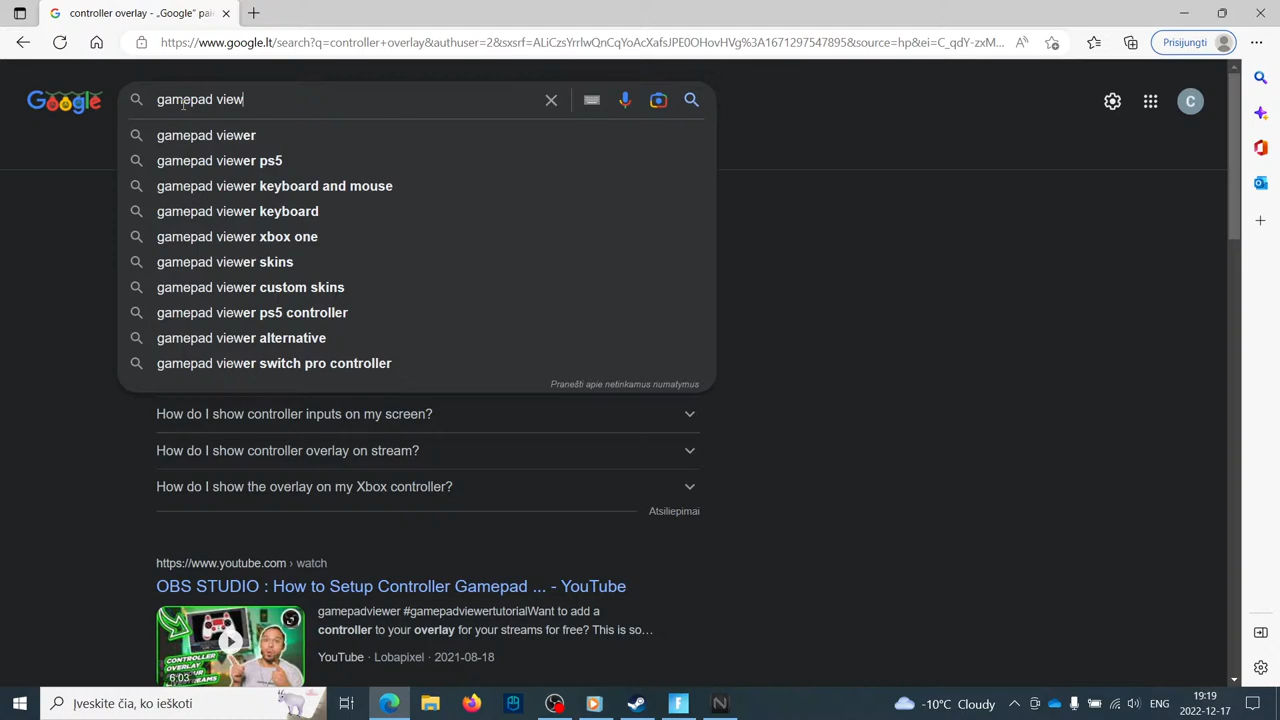 controller overlay - „Google“ pai
https://www.google.lt/search?q=controller+overlay&authuser=2&sxsrf=ALiCzsYrrlwQnCqYoAcXafsJPE0OHovHVg%3A1671297547895&source=hp&ei=C_qdY-zxM...
Prisijungti
Google
gamepad view
C
gamepad viewer
gamepad viewer ps5
gamepad viewer keyboard and mouse
gamepad viewer keyboard
gamepad viewer xbox one
gamepad viewer skins
gamepad viewer custom skins
gamepad viewer ps5 controller
gamepad viewer alternative
gamepad viewer switch pro controller
Pranešti apie netinkamus numatymus
How do I show controller inputs on my screen?
How do I show controller overlay on stream?
How do I show the overlay on my Xbox controller?
Atsiliepimai
https://www.youtube.com › watch
OBS STUDIO : How to Setup Controller Gamepad ... - YouTube
gamepadviewer #gamepadviewertutorialWant to add a
controller to your overlay for your streams for free? This is so…
YouTube · Lobapixel · 2021-08-18
CONTROLLER
OVERLAY
6:03
Įveskite čia, ko ieškoti
-10°C Cloudy
ENG
19:19
2022-12-17